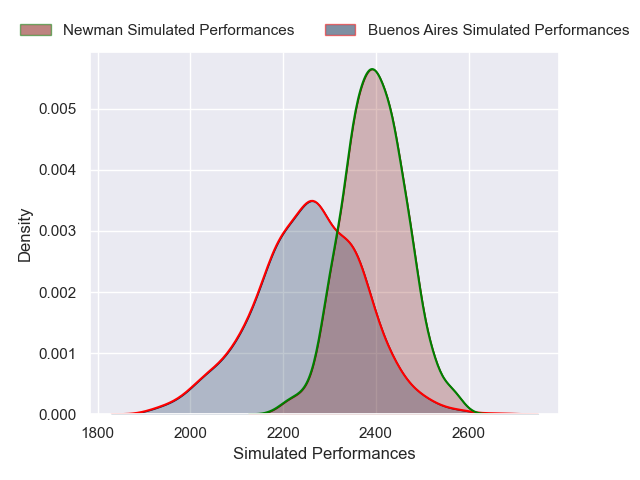 Newman Simulated Performances
Buenos Aires Simulated Performances
0.005
0.004
0.003
0.002
0.001
0.000
Density
1800 2000 2200 2400 2600
Simulated Performances